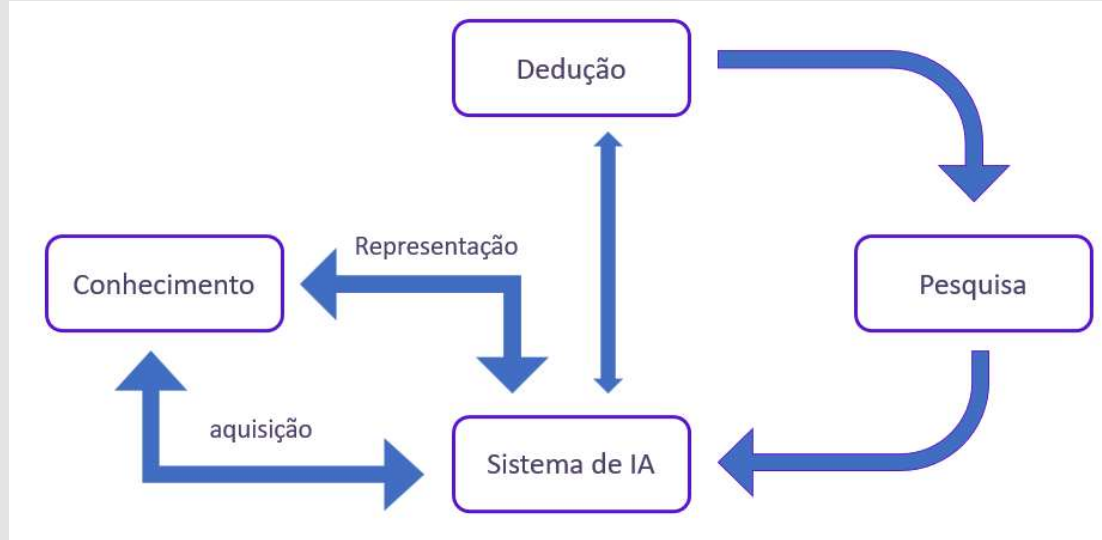 Dedução
Representação
Conhecimento
Pesquisa
aquisição
Sistema de IA